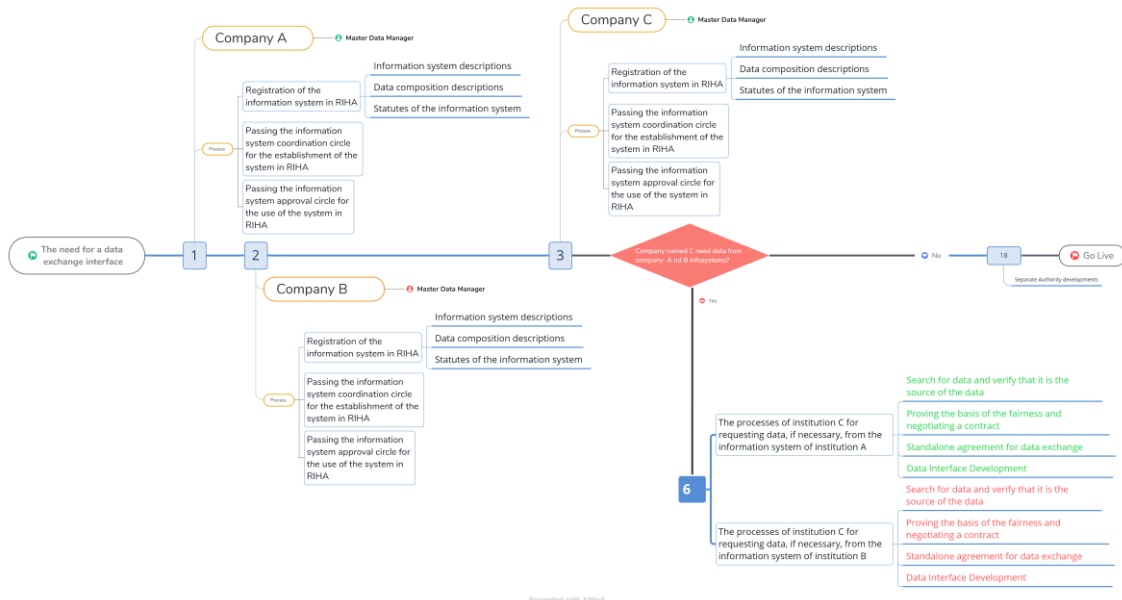 Company A
Master Data Manager
Registration of the
information system in RIHA
Information system descriptions
Data composition descriptions
Statutes of the information system
Process
Passing the information
system coordination circle
for the establishment of the
system in RIHA
Passing the information
system approval circle for
the use of the system in
RIHA
Company C
Master Data Manager
Registration of the
information system in RIHA
Information system descriptions
Data composition descriptions
Statutes of the information system
Process
Passing the information
system coordination circle
for the establishment of the
system in RIHA
Passing the information
system approval circle for
the use of the system in
RIHA
The need for a data
exchange interface
1
2
3
Company named C need data from
company A nd B infosystems?
No
18
Separate Authority developments
Go Live
Yes
Company B
Master Data Manager
Registration of the
information system in RIHA
Information system descriptions
Data composition descriptions
Statutes of the information system
Process
Passing the information
system coordination circle
for the establishment of the
system in RIHA
Passing the information
system approval circle for
the use of the system in
RIHA
6
The processes of institution C for
requesting data, if necessary, from the
information system of institution A
Search for data and verify that it is the
source of the data
Proving the basis of the fairness and
negotiating a contract
Standalone agreement for data exchange
Data Interface Development
The processes of institution C for
requesting data, if necessary, from the
information system of institution B
Search for data and verify that it is the
source of the data
Proving the basis of the fairness and
negotiating a contract
Standalone agreement for data exchange
Data Interface Development
Presented with XMind